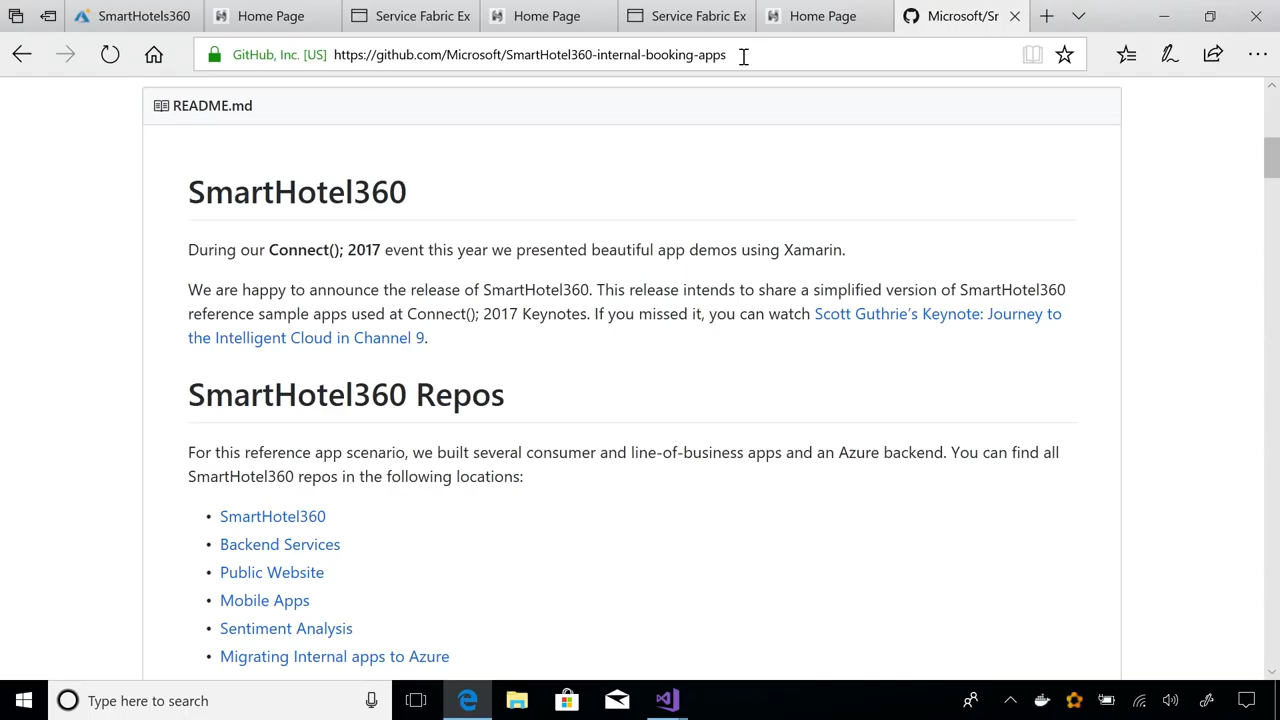 SmartHotels360
Home Page
Service Fabric Ex
Home Page
Service Fabric Ex
Home Page
Microsoft/Sr
GitHub, Inc. [US] https://github.com/Microsoft/SmartHotel360-internal-booking-apps
README.md
SmartHotel360
During our Connect(); 2017 event this year we presented beautiful app demos using Xamarin.
We are happy to announce the release of SmartHotel360. This release intends to share a simplified version of SmartHotel360
reference sample apps used at Connect(); 2017 Keynotes. If you missed it, you can watch Scott Guthrie's Keynote: Journey to
the Intelligent Cloud in Channel 9.
SmartHotel360 Repos
For this reference app scenario, we built several consumer and line-of-business apps and an Azure backend. You can find all
SmartHotel360 repos in the following locations:
• SmartHotel360
• Backend Services
• Public Website
• Mobile Apps
• Sentiment Analysis
• Migrating Internal apps to Azure
Type here to search